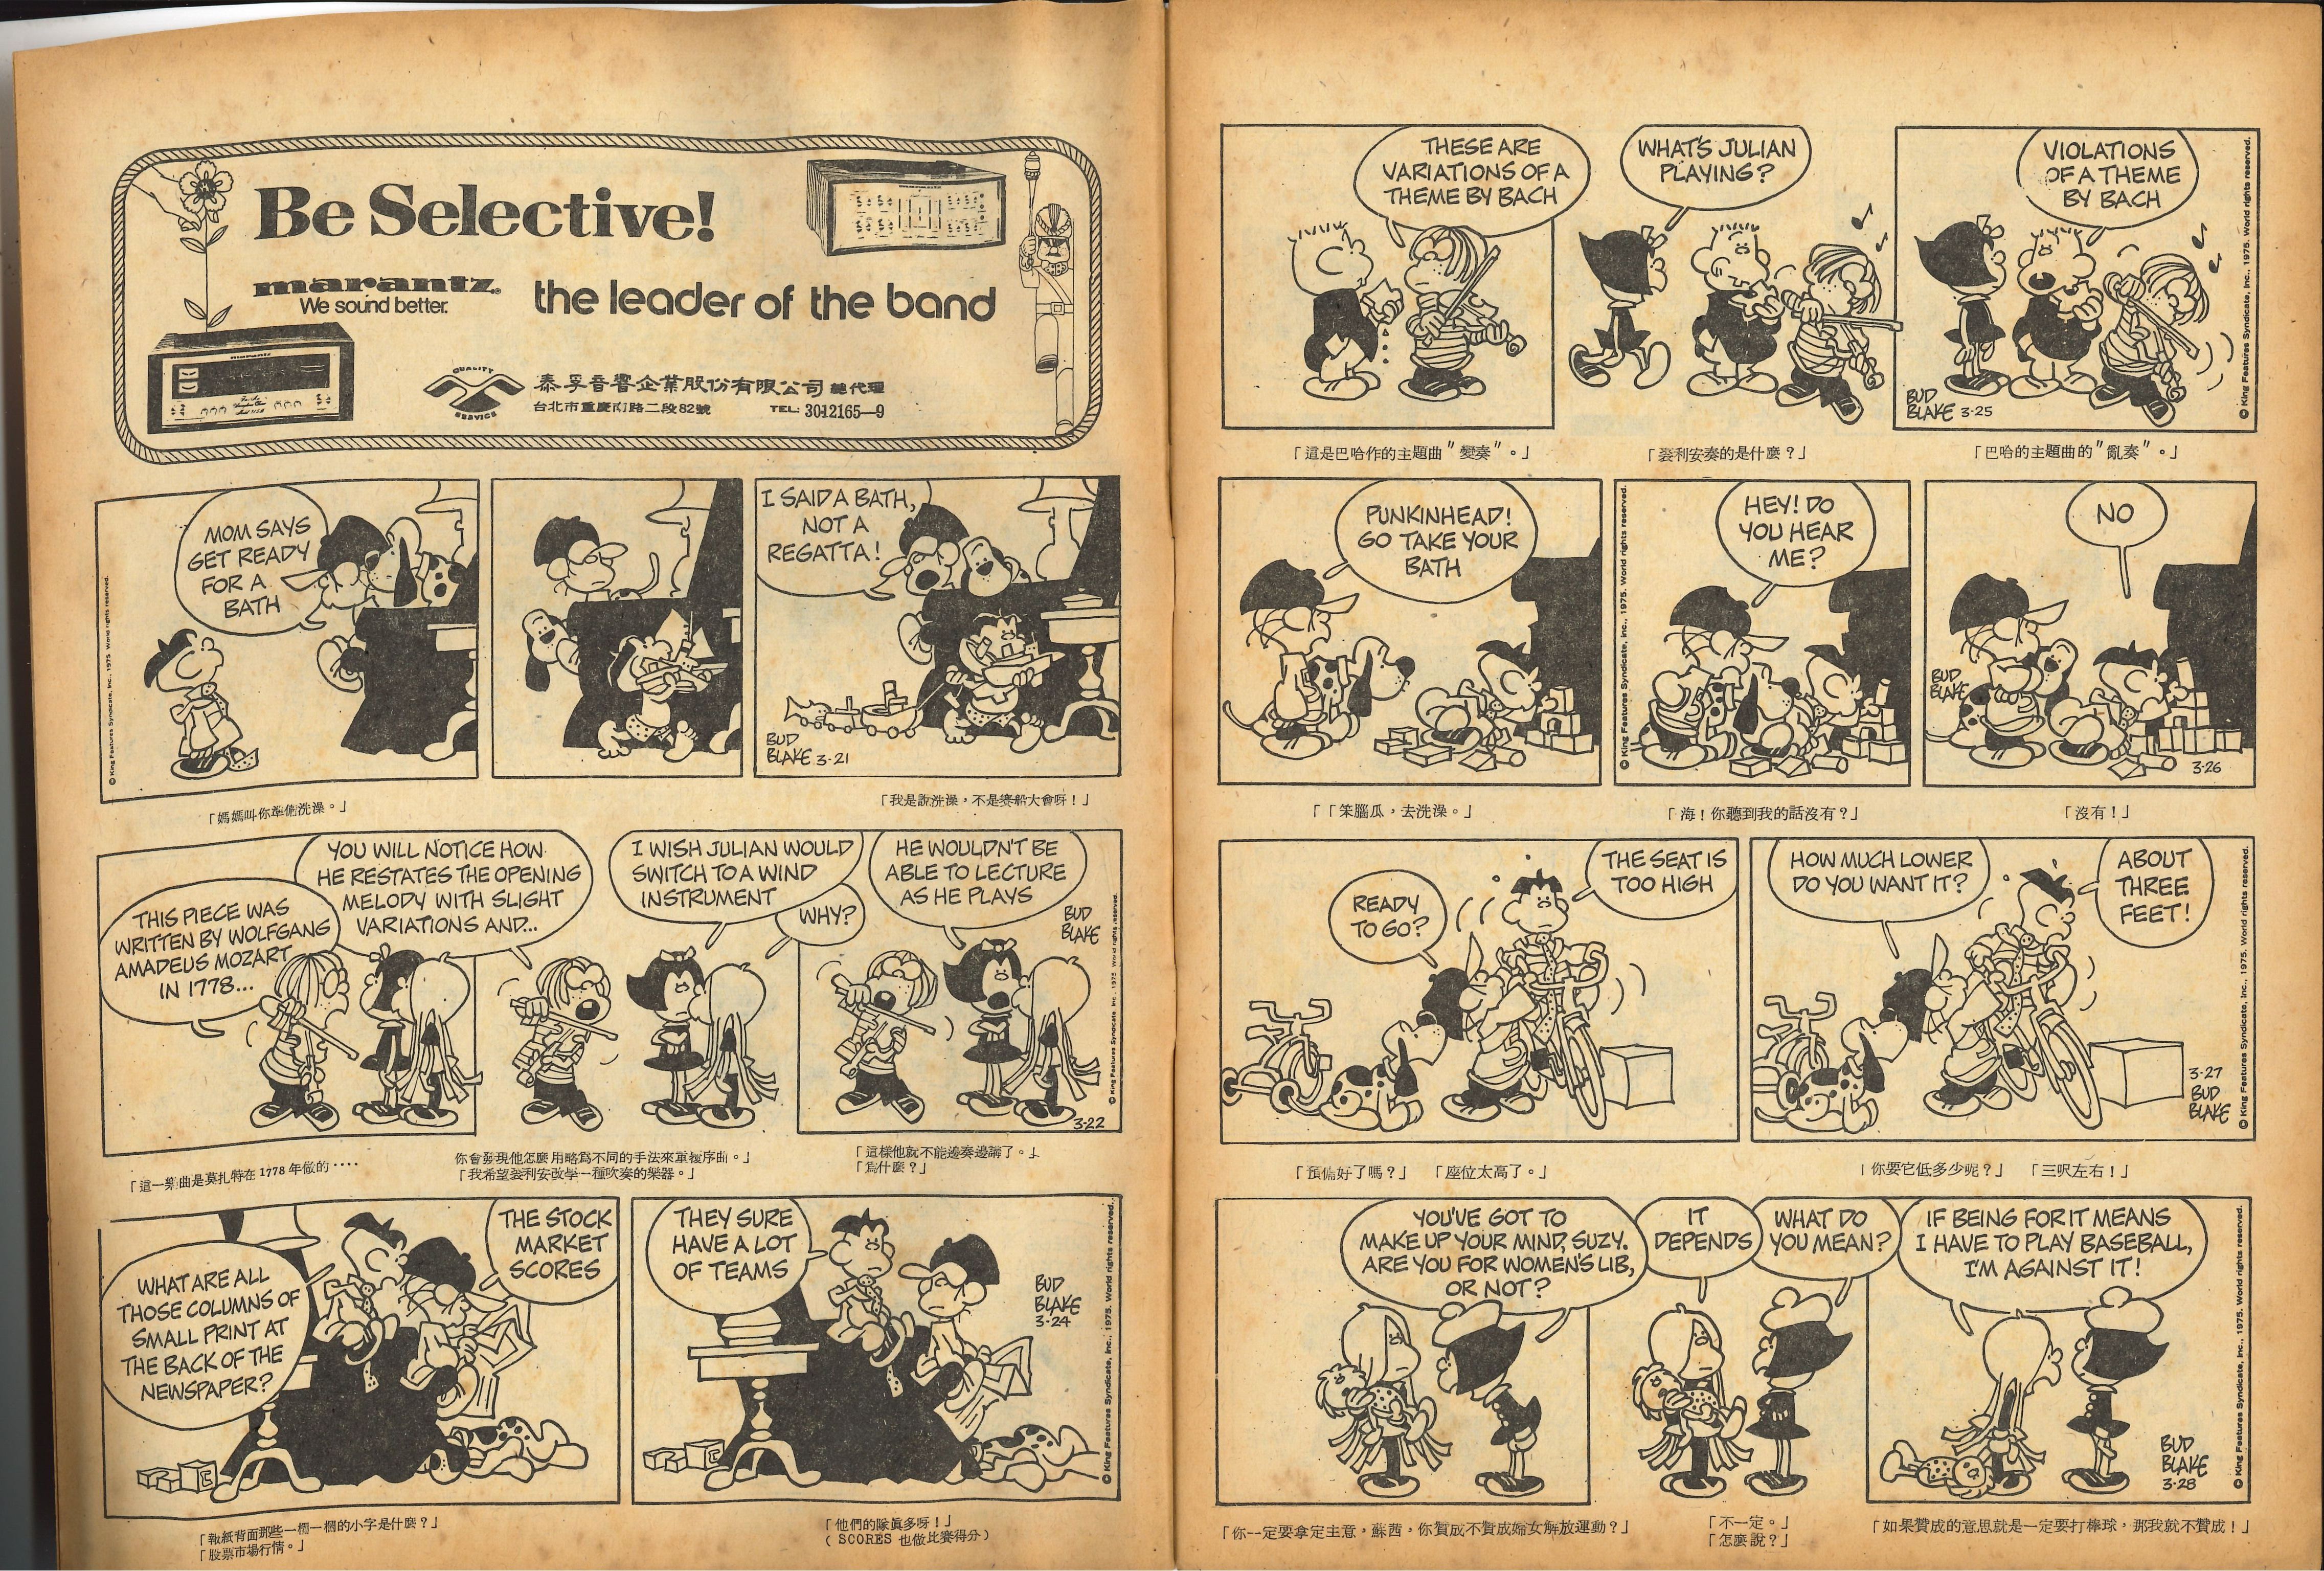 Be Selective!
marantz®
We sound better.
the leader of the band
marantz
QUALITY
SERVICE
泰孚音響企業股份有限公司 總代理
台北市重慶南路二段82號 TEL: 3012165—9
MOM SAYS
GET READY
FOR A
BATH
I SAID A BATH,
NOT A
REGATTA!
BUD
BLAKE 3-21
© King Features Syndicate, Inc., 1975. World rights reserved.
「媽媽叫你準備洗澡。」
「我是說洗澡，不是賽船大會呀！」
THIS PIECE WAS
WRITTEN BY WOLFGANG
AMADEUS MOZART
IN 1778...
YOU WILL NOTICE HOW
HE RESTATES THE OPENING
MELODY WITH SLIGHT
VARIATIONS AND...
I WISH JULIAN WOULD
SWITCH TO A WIND
INSTRUMENT
WHY?
HE WOULDN'T BE
ABLE TO LECTURE
AS HE PLAYS
BUD
BLAKE
3-22
© King Features Syndicate, Inc., 1975. World rights reserved.
「這一樂曲是莫扎特在1778年做的····
你會發現他怎麼用略爲不同的手法來重複序曲。」
「我希望裘利安改學一種吹奏的樂器。」
「這樣他就不能邊奏邊講了。」
「爲什麼？」
WHAT ARE ALL
THOSE COLUMNS OF
SMALL PRINT AT
THE BACK OF THE
NEWSPAPER?
THE STOCK
MARKET
SCORES
THEY SURE
HAVE A LOT
OF TEAMS
BUD
BLAKE
3-24
© King Features Syndicate, Inc., 1975. World rights reserved.
「報紙背面那些一欄一欄的小字是什麼？」
「股票市場行情。」
「他們的隊眞多呀！」
（SCORES 也做比賽得分）
THESE ARE
VARIATIONS OF A
THEME BY BACH
WHAT'S JULIAN
PLAYING?
VIOLATIONS
OF A THEME
BY BACH
BUD
BLAKE 3-25
© King Features Syndicate, Inc., 1975. World rights reserved.
「這是巴哈作的主題曲"變奏"。」
「裘利安奏的是什麼？」
「巴哈的主題曲的"亂奏"。」
PUNKINHEAD!
GO TAKE YOUR
BATH
HEY! DO
YOU HEAR
ME?
NO
BUD
BLAKE
3-26
© King Features Syndicate, Inc., 1975. World rights reserved.
「「笨腦瓜，去洗澡。」
「海！你聽到我的話沒有？」
「沒有！」
READY
TO GO?
THE SEAT IS
TOO HIGH
HOW MUCH LOWER
DO YOU WANT IT?
ABOUT
THREE
FEET!
3-27
BUD
BLAKE
© King Features Syndicate, Inc., 1975. World rights reserved.
「預備好了嗎？」 「座位太高了。」
「你要它低多少呢？」 「三呎左右！」
YOU'VE GOT TO
MAKE UP YOUR MIND, SUZY.
ARE YOU FOR WOMEN'S LIB,
OR NOT?
IT
DEPENDS
WHAT DO
YOU MEAN?
IF BEING FOR IT MEANS
I HAVE TO PLAY BASEBALL,
I'M AGAINST IT!
BUD
BLAKE
3-28
© King Features Syndicate, Inc., 1975. World rights reserved.
「你一定要拿定主意，蘇茜，你贊成不贊成婦女解放運動？」
「不一定。」
「怎麼說？」
「如果贊成的意思就是一定要打棒球，那我就不贊成！」